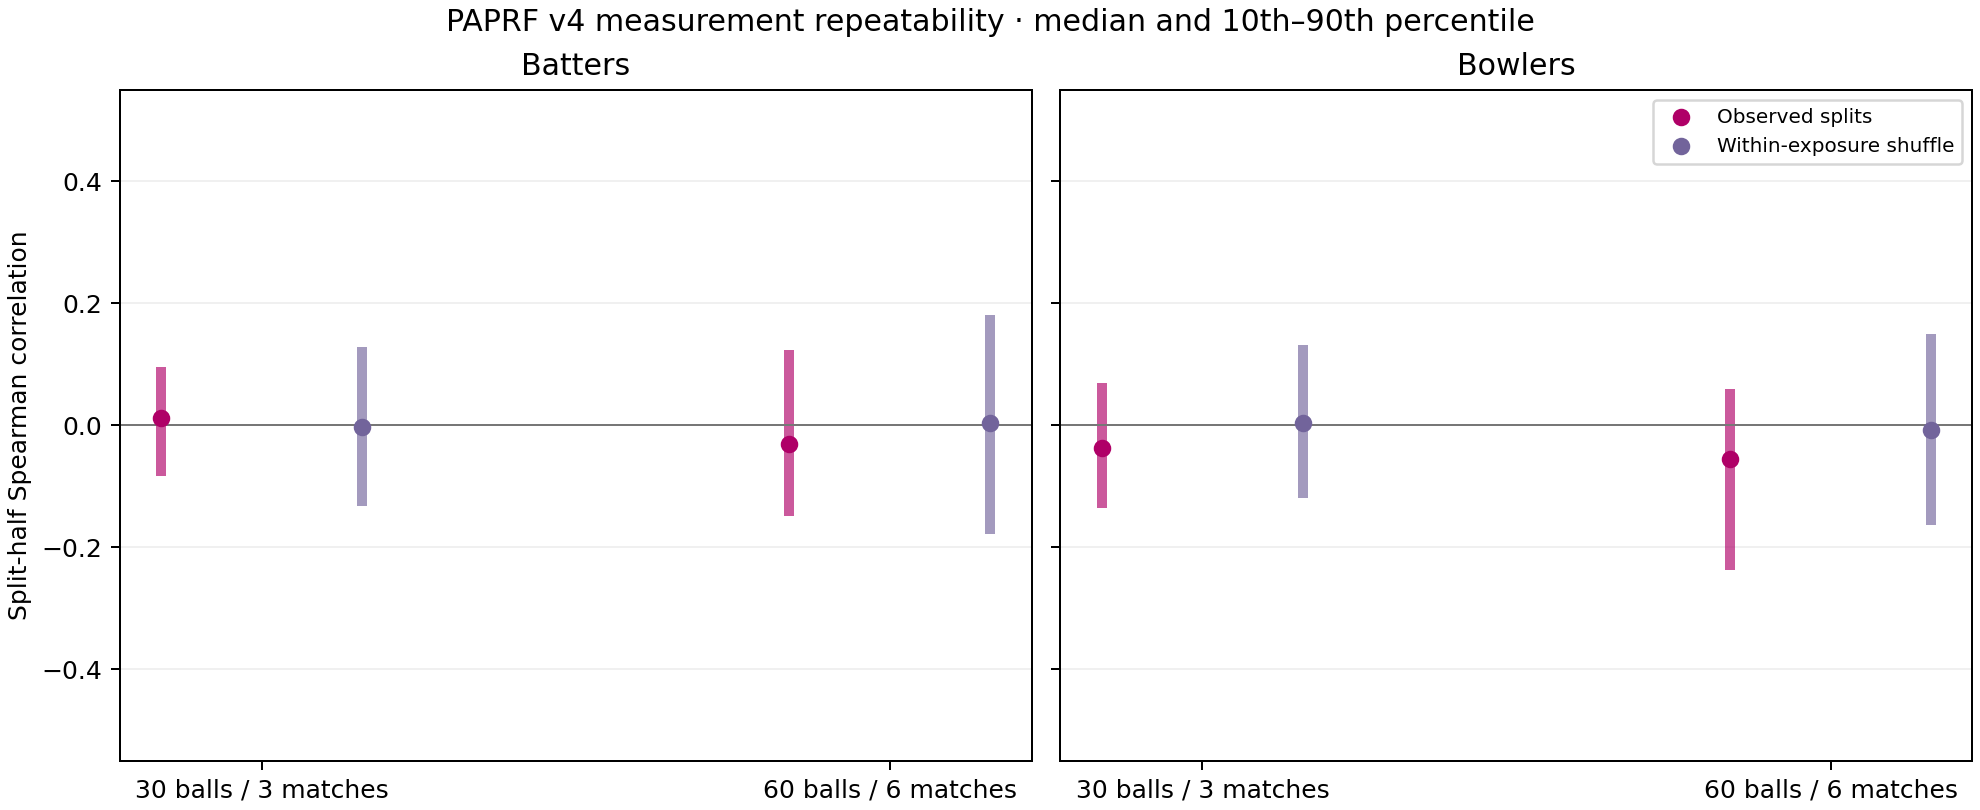 PAPRF v4 measurement repeatability · median and 10th–90th percentile
Batters
Bowlers
Observed splits
Within-exposure shuffle
Split-half Spearman correlation
0.4
0.2
0.0
−0.2
−0.4
30 balls / 3 matches
60 balls / 6 matches
30 balls / 3 matches
60 balls / 6 matches